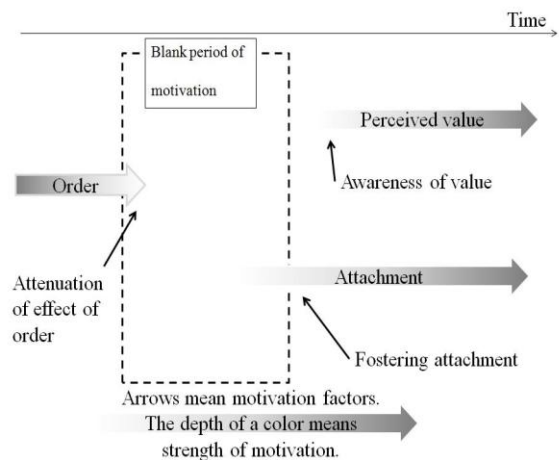 Time
Blank period of
motivation
Perceived value
Awareness of value
Order
Attenuation
of effect of
order
Attachment
Fostering attachment
Arrows mean motivation factors.
The depth of a color means
strength of motivation.